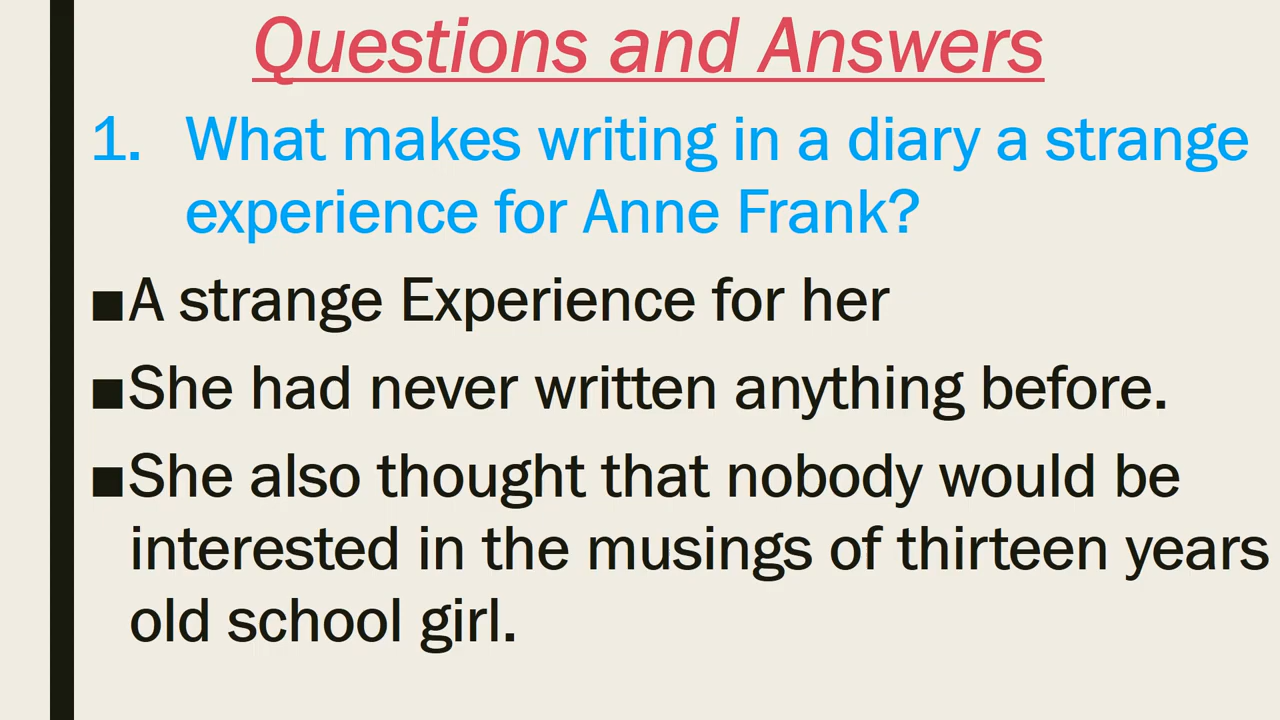 Questions and Answers
1. What makes writing in a diary a strange
experience for Anne Frank?
■A strange Experience for her
■She had never written anything before.
■She also thought that nobody would be
interested in the musings of thirteen years
old school girl.